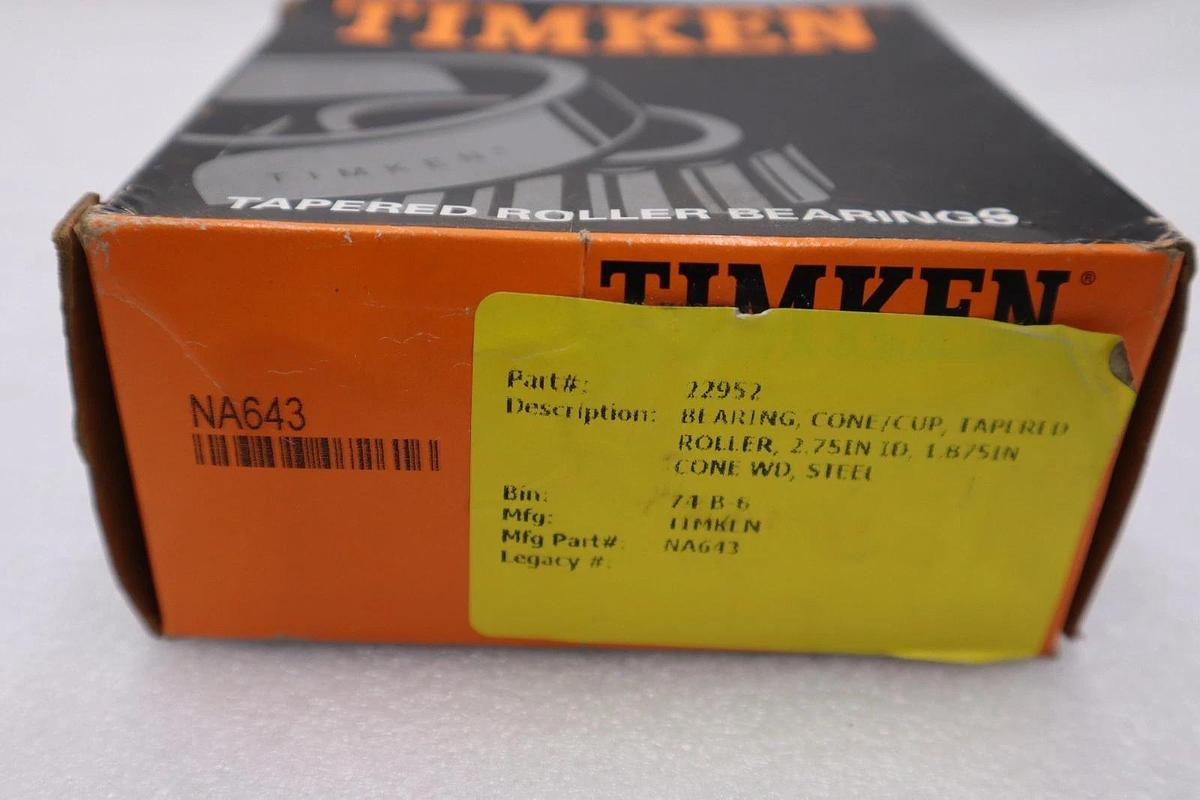 TIMKEN
TIMKEN
TAPERED ROLLER BEARINGS
TIMKEN®
NA643
Part#: 22952
Description: BEARING, CONE/CUP, TAPERED
ROLLER, 2.75IN ID, 1.875IN
CONE WD, STEEL
Bin: 74-B-6
Mfg: TIMKEN
Mfg Part#: NA643
Legacy #: